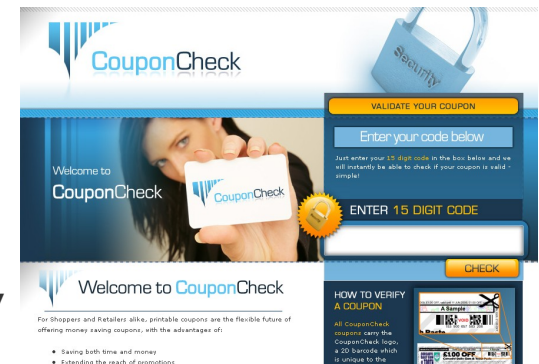 CouponCheck
Security
VALIDATE YOUR COUPON
Enter your code below
Just enter your 15 digit code in the box below and we
will instantly be able to check if your coupon is valid -
simple!
Welcome to
CouponCheck
CouponCheck
ENTER 15 DIGIT CODE
CHECK
Welcome to CouponCheck
For Shoppers and Retailers alike, printable coupons are the flexible future of
offering money saving coupons, with the advantages of:
Saving both time and money
Extending the reach of promotions
HOW TO VERIFY
A COUPON
All CouponCheck
coupons carry the
CouponCheck logo,
a 2D barcode which
is unique to the
A Sample
£1.00 OFF